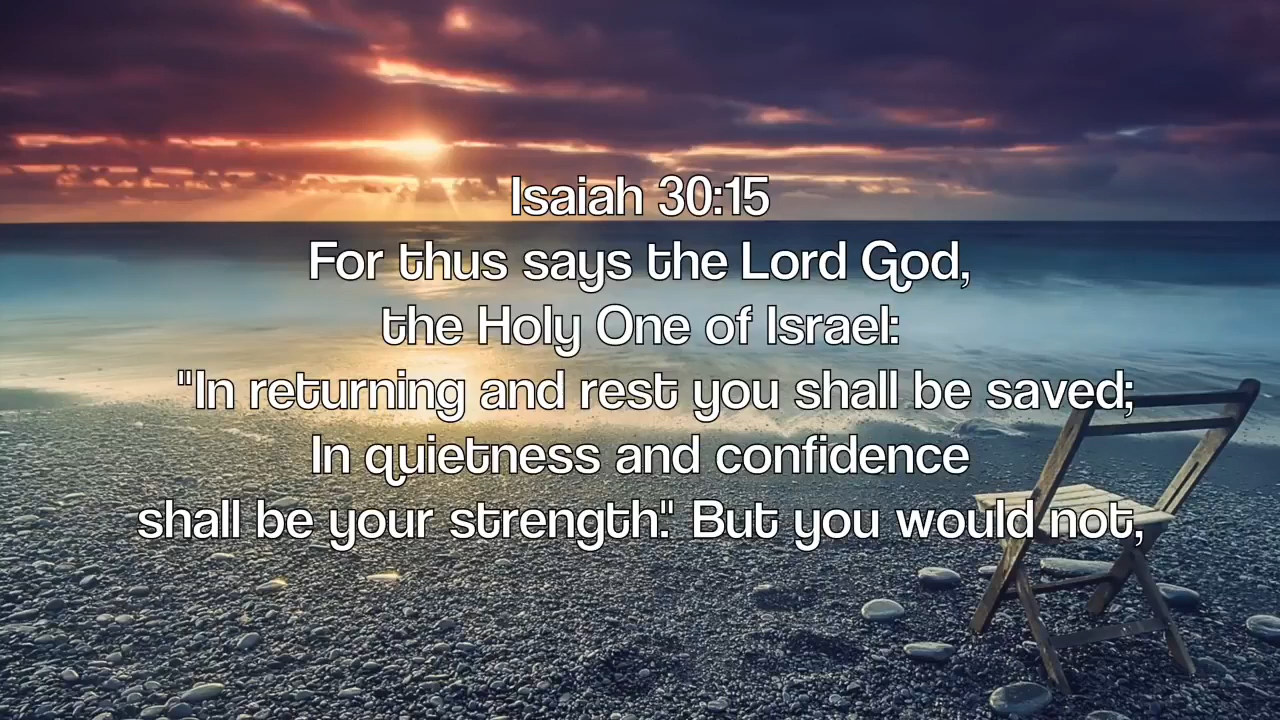 Isaiah 30:15
For thus says the Lord God,
the Holy One of Israel:
"In returning and rest you shall be saved;
In quietness and confidence
shall be your strength." But you would not,